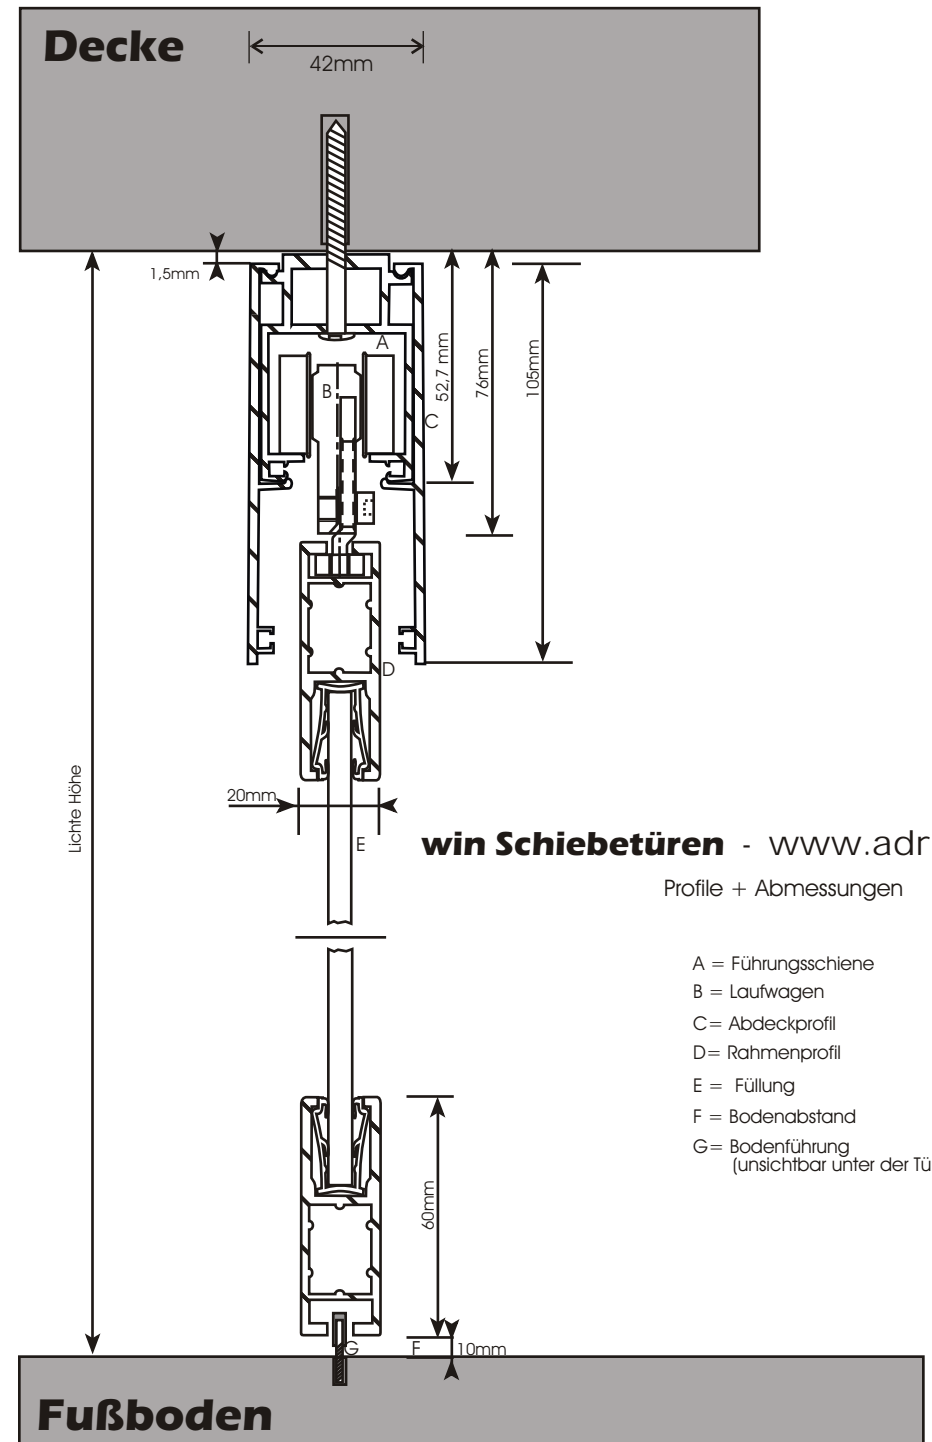 Decke
42mm
1,5mm
A
B
C
52,7 mm
76mm
105mm
D
Lichte Höhe
20mm
E
win Schiebetüren - www.adr
Profile + Abmessungen
A = Führungsschiene
B = Laufwagen
C= Abdeckprofil
D= Rahmenprofil
E = Füllung
F = Bodenabstand
G= Bodenführung
(unsichtbar unter der Tü
60mm
G
F
10mm
Fußboden